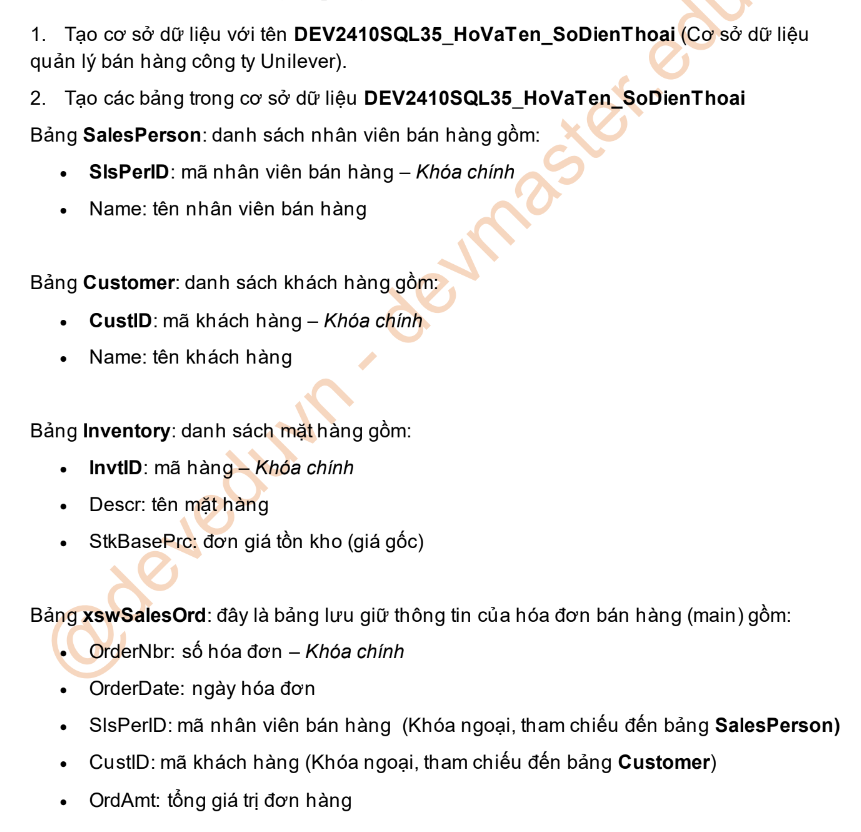 1. Tạo cơ sở dữ liệu với tên DEV2410SQL35_HoVaTen_SoDienThoai (Cơ sở dữ liệu
quản lý bán hàng công ty Unilever).
2. Tạo các bảng trong cơ sở dữ liệu DEV2410SQL35_HoVaTen_SoDienThoai
Bảng SalesPerson: danh sách nhân viên bán hàng gồm:
• SlsPerID: mã nhân viên bán hàng – Khóa chính
• Name: tên nhân viên bán hàng
Bảng Customer: danh sách khách hàng gồm:
• CustID: mã khách hàng – Khóa chính
• Name: tên khách hàng
Bảng Inventory: danh sách mặt hàng gồm:
• InvtID: mã hàng – Khóa chính
• Descr: tên mặt hàng
• StkBasePrc: đơn giá tồn kho (giá gốc)
Bảng xswSalesOrd: đây là bảng lưu giữ thông tin của hóa đơn bán hàng (main) gồm:
• OrderNbr: số hóa đơn – Khóa chính
• OrderDate: ngày hóa đơn
• SlsPerID: mã nhân viên bán hàng (Khóa ngoại, tham chiếu đến bảng SalesPerson)
• CustID: mã khách hàng (Khóa ngoại, tham chiếu đến bảng Customer)
• OrdAmt: tổng giá trị đơn hàng
@deveduvn - devmaster.edu